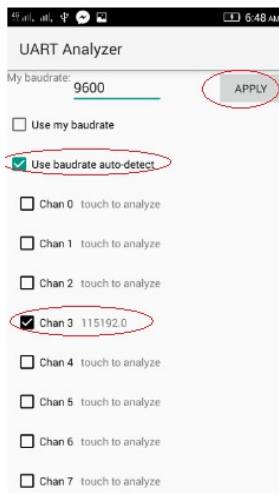 6:48 AM
UART Analyzer
My baudrate:
9600
APPLY
Use my baudrate
Use baudrate auto-detect
Chan 0 touch to analyze
Chan 1 touch to analyze
Chan 2 touch to analyze
Chan 3 115192.0
Chan 4 touch to analyze
Chan 5 touch to analyze
Chan 6 touch to analyze
Chan 7 touch to analyze